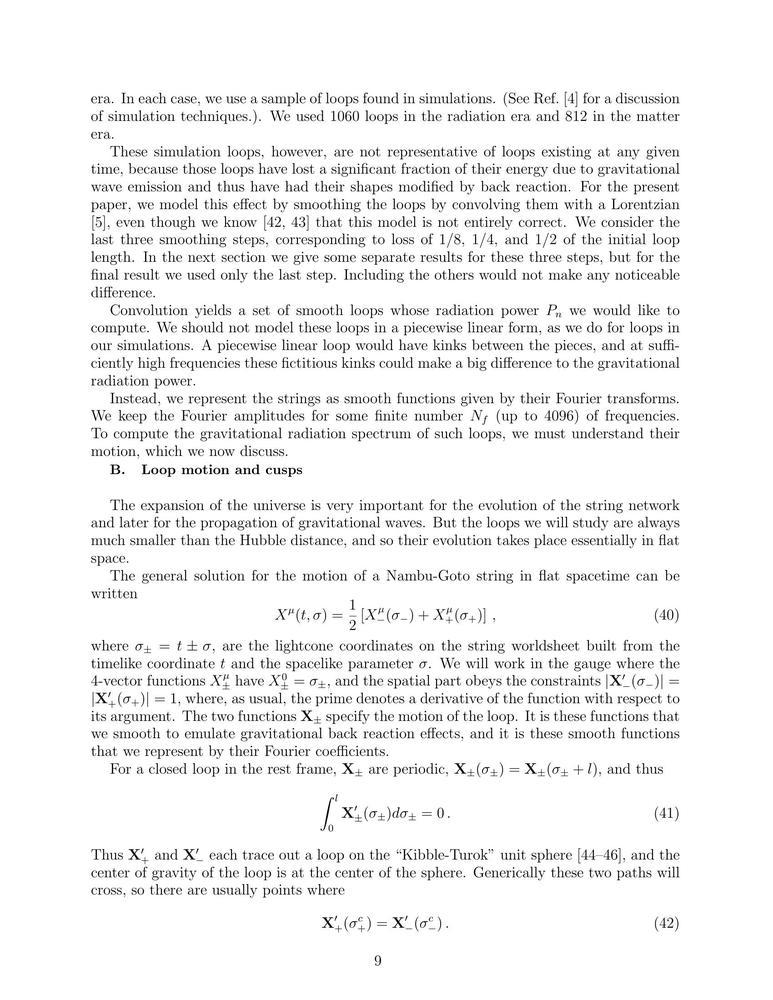 era. In each case, we use a sample of loops found in simulations. (See Ref. [4] for a discussion
of simulation techniques.). We used 1060 loops in the radiation era and 812 in the matter
era.
These simulation loops, however, are not representative of loops existing at any given
time, because those loops have lost a significant fraction of their energy due to gravitational
wave emission and thus have had their shapes modified by back reaction. For the present
paper, we model this effect by smoothing the loops by convolving them with a Lorentzian
[5], even though we know [42, 43] that this model is not entirely correct. We consider the
last three smoothing steps, corresponding to loss of 1/8, 1/4, and 1/2 of the initial loop
length. In the next section we give some separate results for these three steps, but for the
final result we used only the last step. Including the others would not make any noticeable
difference.
Convolution yields a set of smooth loops whose radiation power $P_n$ we would like to
compute. We should not model these loops in a piecewise linear form, as we do for loops in
our simulations. A piecewise linear loop would have kinks between the pieces, and at suffi-
ciently high frequencies these fictitious kinks could make a big difference to the gravitational
radiation power.
Instead, we represent the strings as smooth functions given by their Fourier transforms.
We keep the Fourier amplitudes for some finite number $N_f$ (up to 4096) of frequencies.
To compute the gravitational radiation spectrum of such loops, we must understand their
motion, which we now discuss.
B. Loop motion and cusps
The expansion of the universe is very important for the evolution of the string network
and later for the propagation of gravitational waves. But the loops we will study are always
much smaller than the Hubble distance, and so their evolution takes place essentially in flat
space.
The general solution for the motion of a Nambu-Goto string in flat spacetime can be
written
$X^\mu(t, \sigma) = \frac{1}{2} [X_-^\mu(\sigma_-) + X_+^\mu(\sigma_+)]$ , (40)
where $\sigma_\pm = t \pm \sigma$, are the lightcone coordinates on the string worldsheet built from the
timelike coordinate $t$ and the spacelike parameter $\sigma$. We will work in the gauge where the
4-vector functions $X_\pm^\mu$ have $X_\pm^0 = \sigma_\pm$, and the spatial part obeys the constraints $|\mathbf{X}'_-(\sigma_-)| =$
$|\mathbf{X}'_+(\sigma_+)| = 1$, where, as usual, the prime denotes a derivative of the function with respect to
its argument. The two functions $\mathbf{X}_\pm$ specify the motion of the loop. It is these functions that
we smooth to emulate gravitational back reaction effects, and it is these smooth functions
that we represent by their Fourier coefficients.
For a closed loop in the rest frame, $\mathbf{X}_\pm$ are periodic, $\mathbf{X}_\pm(\sigma_\pm) = \mathbf{X}_\pm(\sigma_\pm + l)$, and thus
$\int_0^l \mathbf{X}'_\pm(\sigma_\pm) d\sigma_\pm = 0 .$ (41)
Thus $\mathbf{X}'_+$ and $\mathbf{X}'_-$ each trace out a loop on the “Kibble-Turok” unit sphere [44–46], and the
center of gravity of the loop is at the center of the sphere. Generically these two paths will
cross, so there are usually points where
$\mathbf{X}'_+(\sigma_+^c) = \mathbf{X}'_-(\sigma_-^c) .$ (42)
9